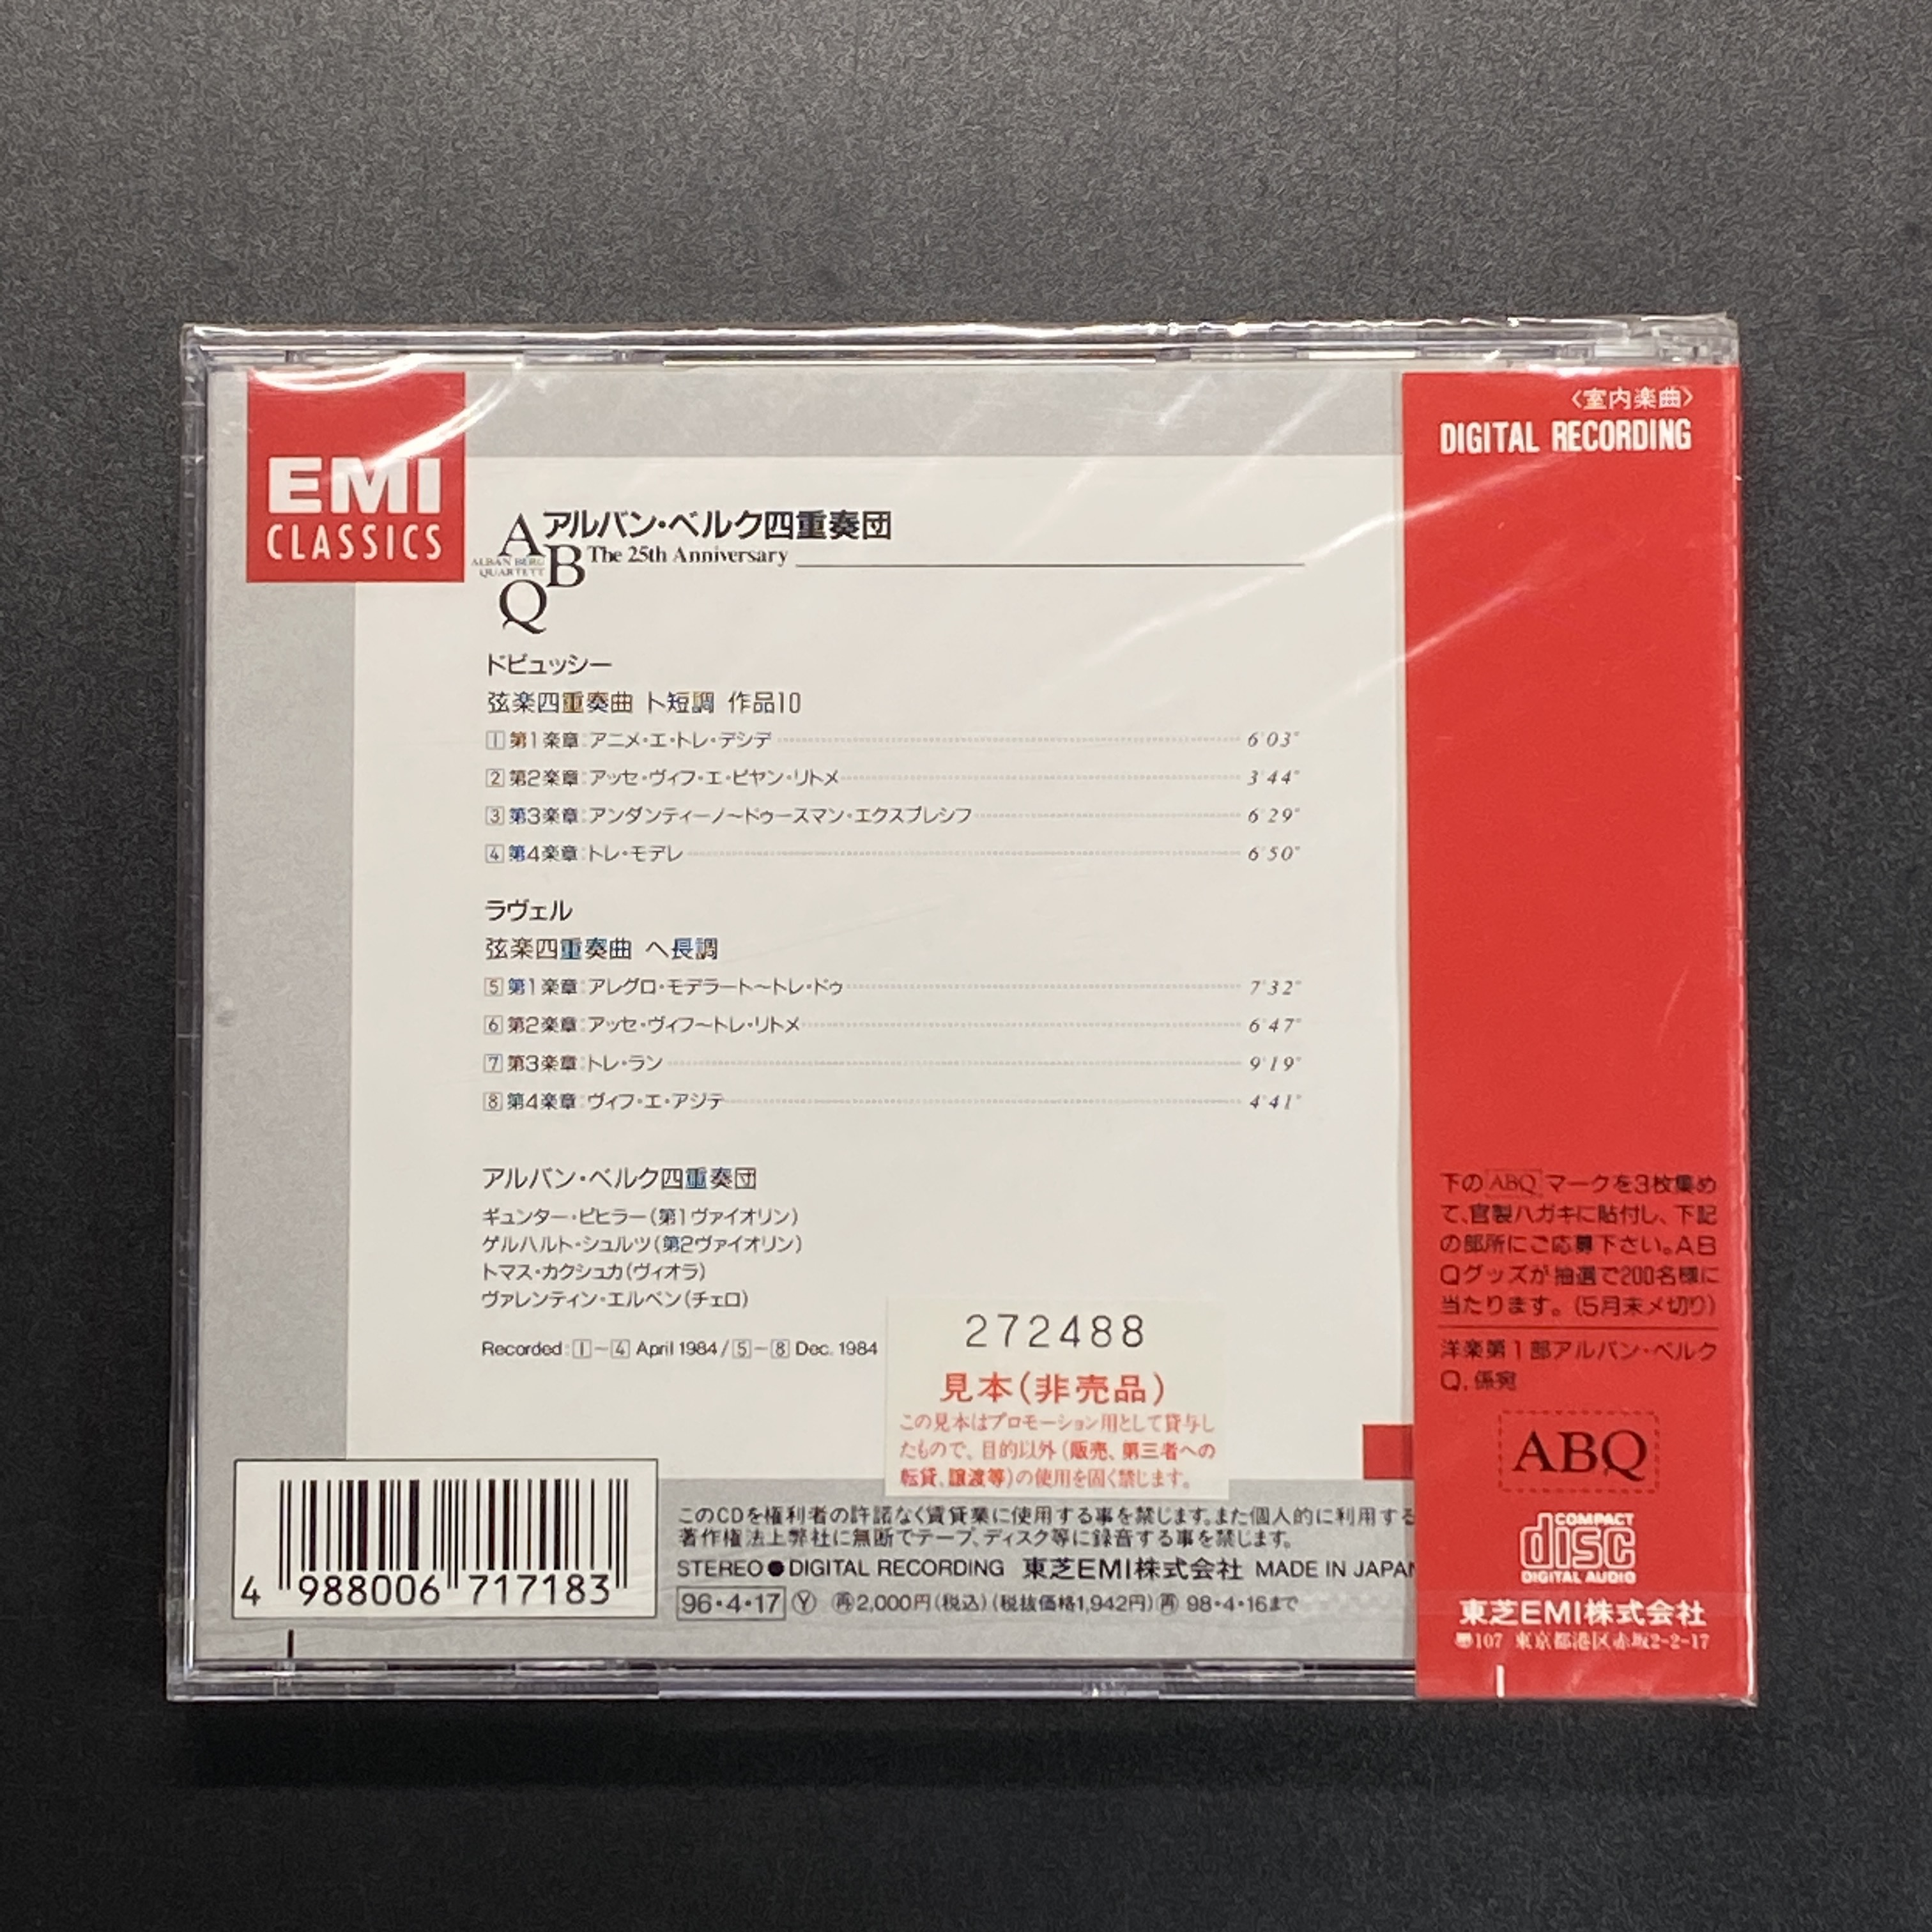 EMI
CLASSICS
アルバン・ベルク四重奏団
ABQ
ALBAN BERG
QUARTETT
The 25th Anniversary
ドビュッシー
弦楽四重奏曲 ト短調 作品10
1 第1楽章:アニメ・エ・トレ・デシデ 6'03"
2 第2楽章:アッセ・ヴィフ・エ・ビヤン・リトメ 3'44"
3 第3楽章:アンダンティーノ～ドゥースマン・エクスプレシフ 6'29"
4 第4楽章:トレ・モデレ 6'50"
ラヴェル
弦楽四重奏曲 ヘ長調
5 第1楽章:アレグロ・モデラート～トレ・ドゥ 7'32"
6 第2楽章:アッセ・ヴィフ～トレ・リトメ 6'47"
7 第3楽章:トレ・ラン 9'19"
8 第4楽章:ヴィフ・エ・アジテ 4'41"
アルバン・ベルク四重奏団
ギュンター・ピヒラー(第1ヴァイオリン)
ゲルハルト・シュルツ(第2ヴァイオリン)
トマス・カクシュカ(ヴィオラ)
ヴァレンティン・エルベン(チェロ)
Recorded:1－4 April 1984/5－8 Dec. 1984
272488
見本(非売品)
この見本はプロモーション用として貸与し
たもので、目的以外(販売、第三者への
転貸、譲渡等)の使用を固く禁じます。
このCDを権利者の許諾なく賃貸業に使用する事を禁じます。また個人的に利用する
著作権法上弊社に無断でテープ、ディスク等に録音する事を禁じます。
STEREO●DIGITAL RECORDING 東芝EMI株式会社 MADE IN JAPAN
96・4・17 Ⓨ 再2,000円(税込)(税抜価格1,942円)再 98・4・16まで
4 988006 717183
〈室内楽曲〉
DIGITAL RECORDING
下のABQマークを3枚集め
て、官製ハガキに貼付し、下記
の部所にご応募下さい。AB
Qグッズが抽選で200名様に
当たります。(5月末〆切り)
洋楽第1部アルバン・ベルク
Q.係宛
ABQ
COMPACT
disc
DIGITAL AUDIO
東芝EMI株式会社
107 東京都港区赤坂2-2-17